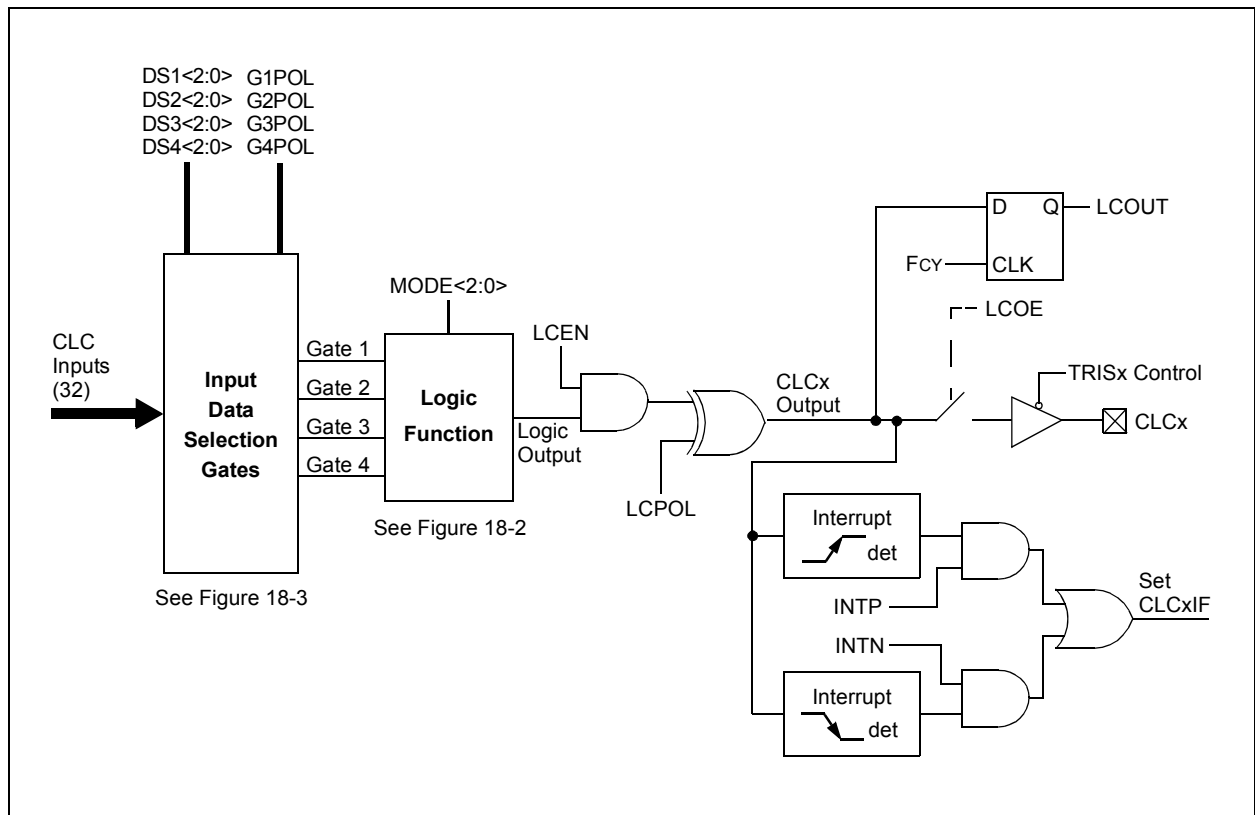 DS1<2:0> G1POL
DS2<2:0> G2POL
DS3<2:0> G3POL
DS4<2:0> G4POL
D Q LCOUT
FCY CLK
MODE<2:0>
LCOE
LCEN
CLC
Inputs
(32)
Input
Data
Selection
Gates
Gate 1
Gate 2
Gate 3
Gate 4
Logic
Function
Logic
Output
CLCx
Output
TRISx Control
CLCx
LCPOL
See Figure 18-2
See Figure 18-3
Interrupt
det
INTP
INTN
Set
CLCxIF
Interrupt
det